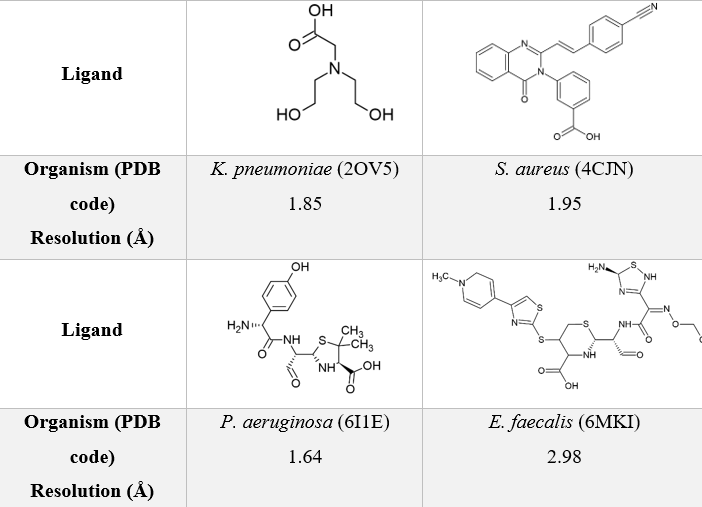 Ligand
OH
O
N
HO
OH
N
N
N
O
O
OH
Organism (PDB code)
Resolution (Å)
K. pneumoniae (2OV5)
1.85
S. aureus (4CJN)
1.95
Ligand
OH
H₂N
O
NH
S
CH₃
CH₃
NH
OH
O
O
H₃C
N
S
N
S
S
NH
O
OH
NH
O
O
N
O
H₂N
S
NH
N
Organism (PDB code)
Resolution (Å)
P. aeruginosa (6I1E)
1.64
E. faecalis (6MKI)
2.98